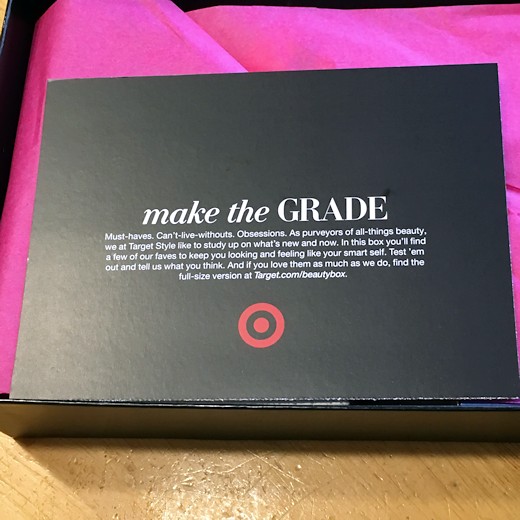 make the GRADE
Must-haves. Can't-live-withouts. Obsessions. As purveyors of all-things beauty,
we at Target Style like to study up on what's new and now. In this box you'll find
a few of our faves to keep you looking and feeling like your smart self. Test 'em
out and tell us what you think. And if you love them as much as we do, find the
full-size version at Target.com/beautybox.